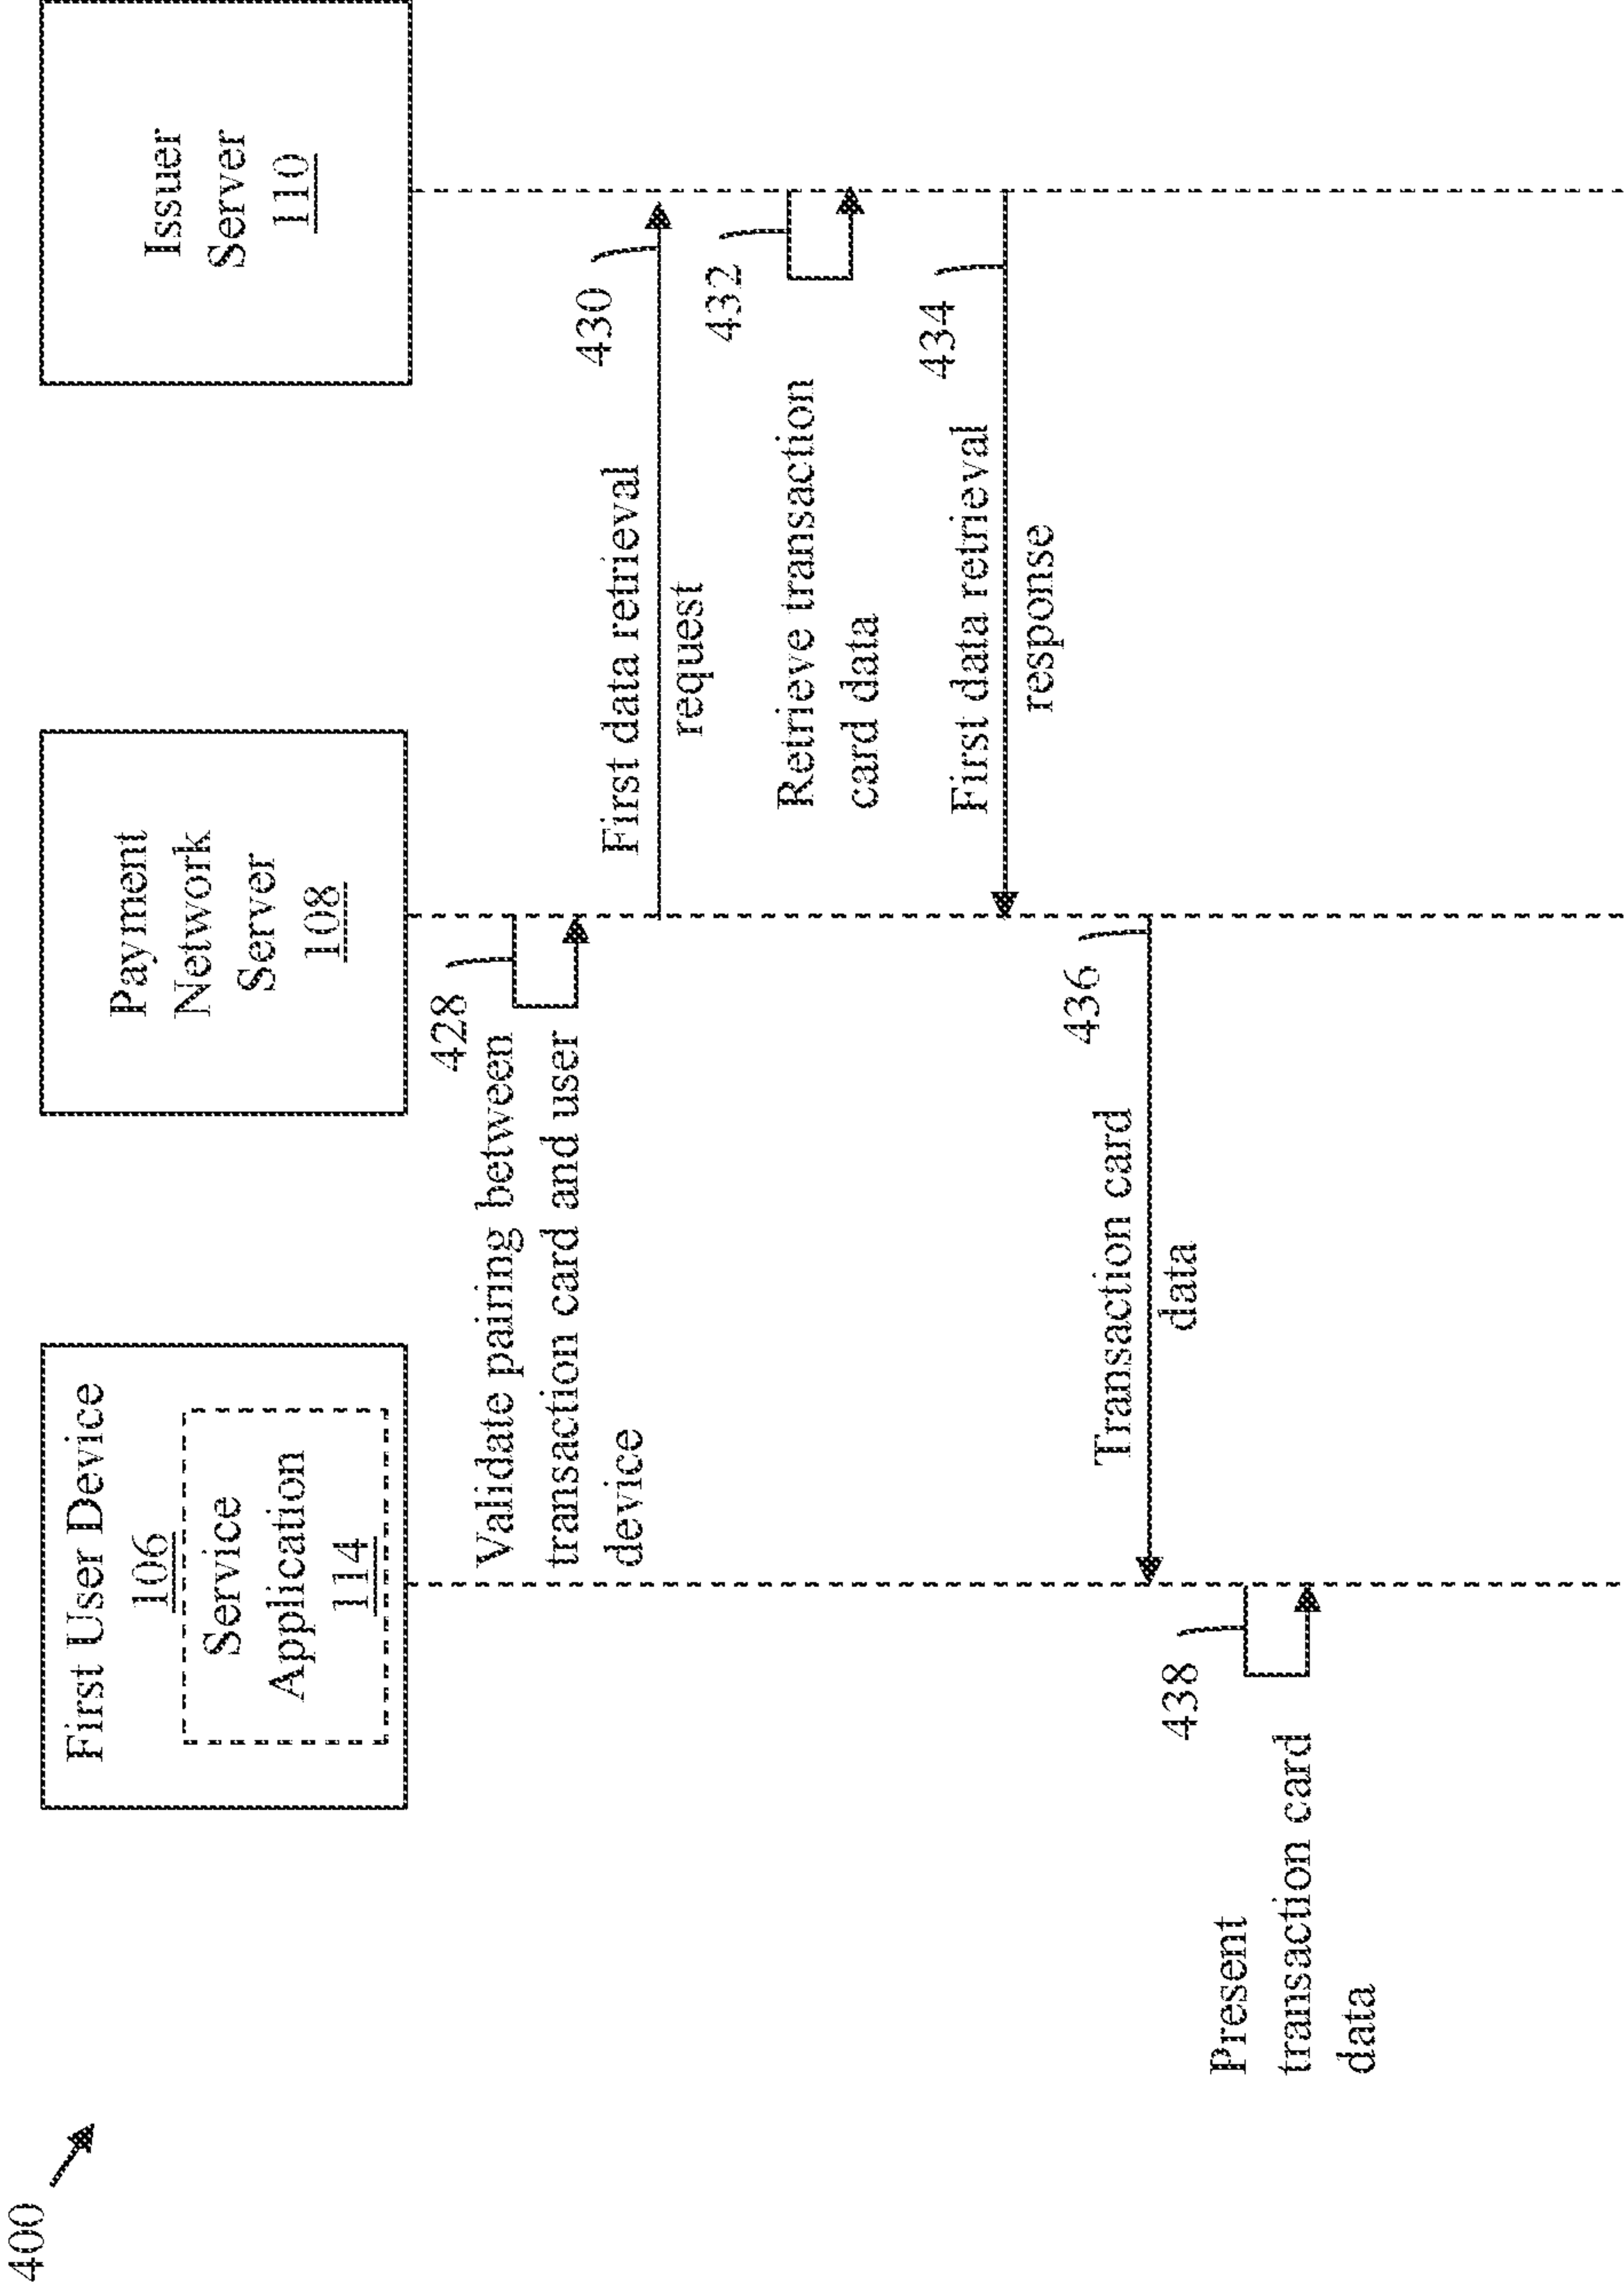 400
First User Device
106
Service
Application
114
Payment
Network
Server
108
Issuer
Server
110
428
Validate pairing between
transaction card and user
device
430
First data retrieval
request
432
Retrieve transaction
card data
434
First data retrieval
response
436
Transaction card
data
438
Present
transaction card
data